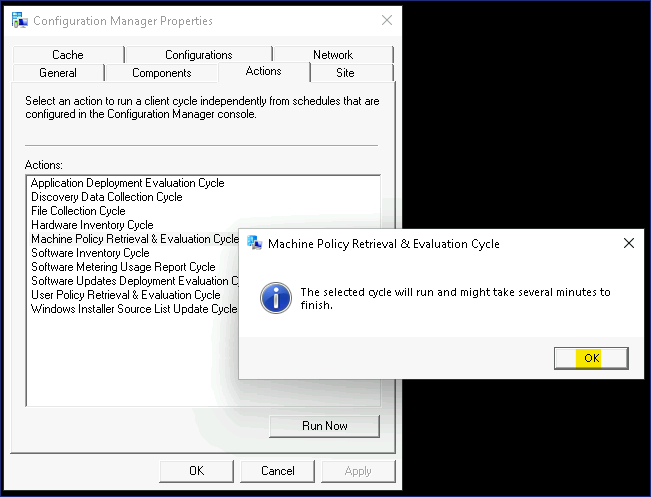 Configuration Manager Properties
Cache
Configurations
Network
General
Components
Actions
Site
Select an action to run a client cycle independently from schedules that are
configured in the Configuration Manager console.
Actions:
Application Deployment Evaluation Cycle
Discovery Data Collection Cycle
File Collection Cycle
Hardware Inventory Cycle
Machine Policy Retrieval & Evaluation Cycle
Software Inventory Cycle
Software Metering Usage Report Cycle
Software Updates Deployment Evaluation C
User Policy Retrieval & Evaluation Cycle
Windows Installer Source List Update Cycle
Machine Policy Retrieval & Evaluation Cycle
The selected cycle will run and might take several minutes to
finish.
OK
Run Now
OK
Cancel
Apply